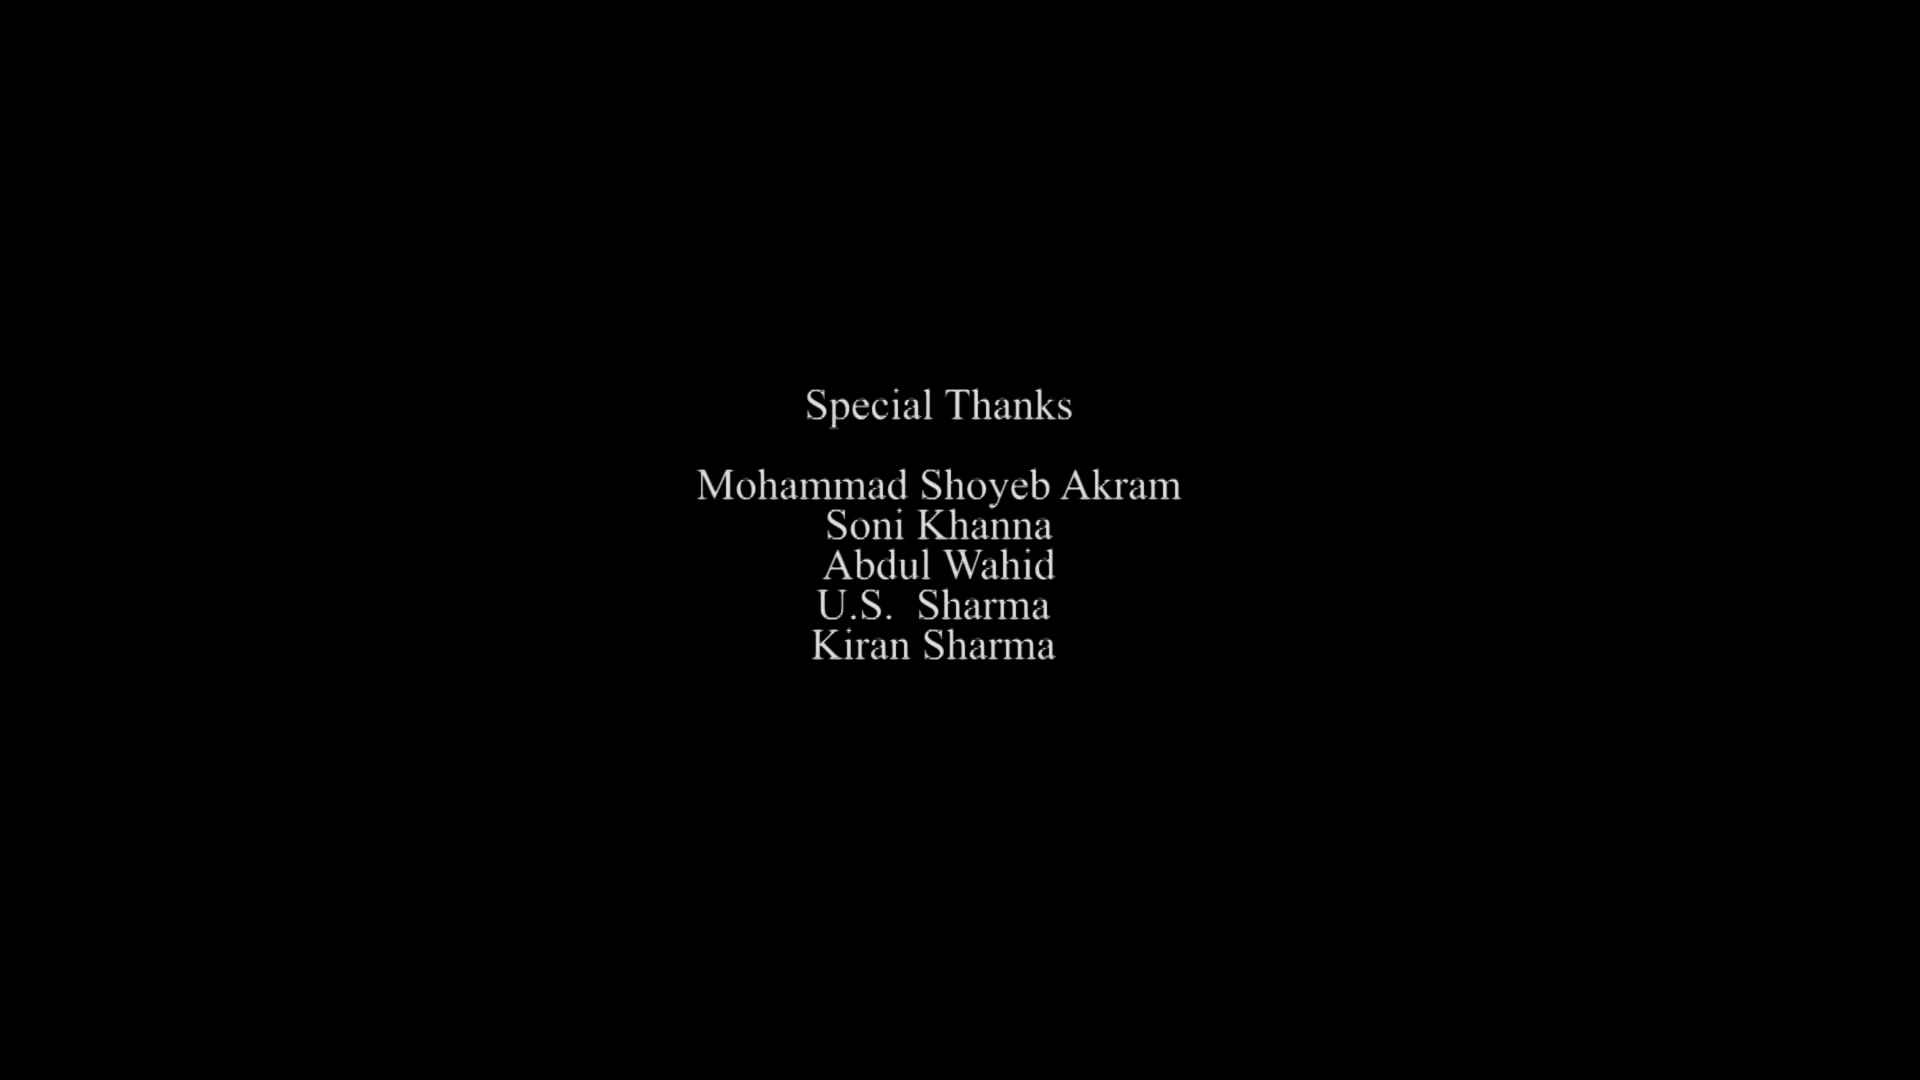 Special Thanks
Mohammad Shoyeb Akram
Soni Khanna
Abdul Wahid
U.S.  Sharma
Kiran Sharma